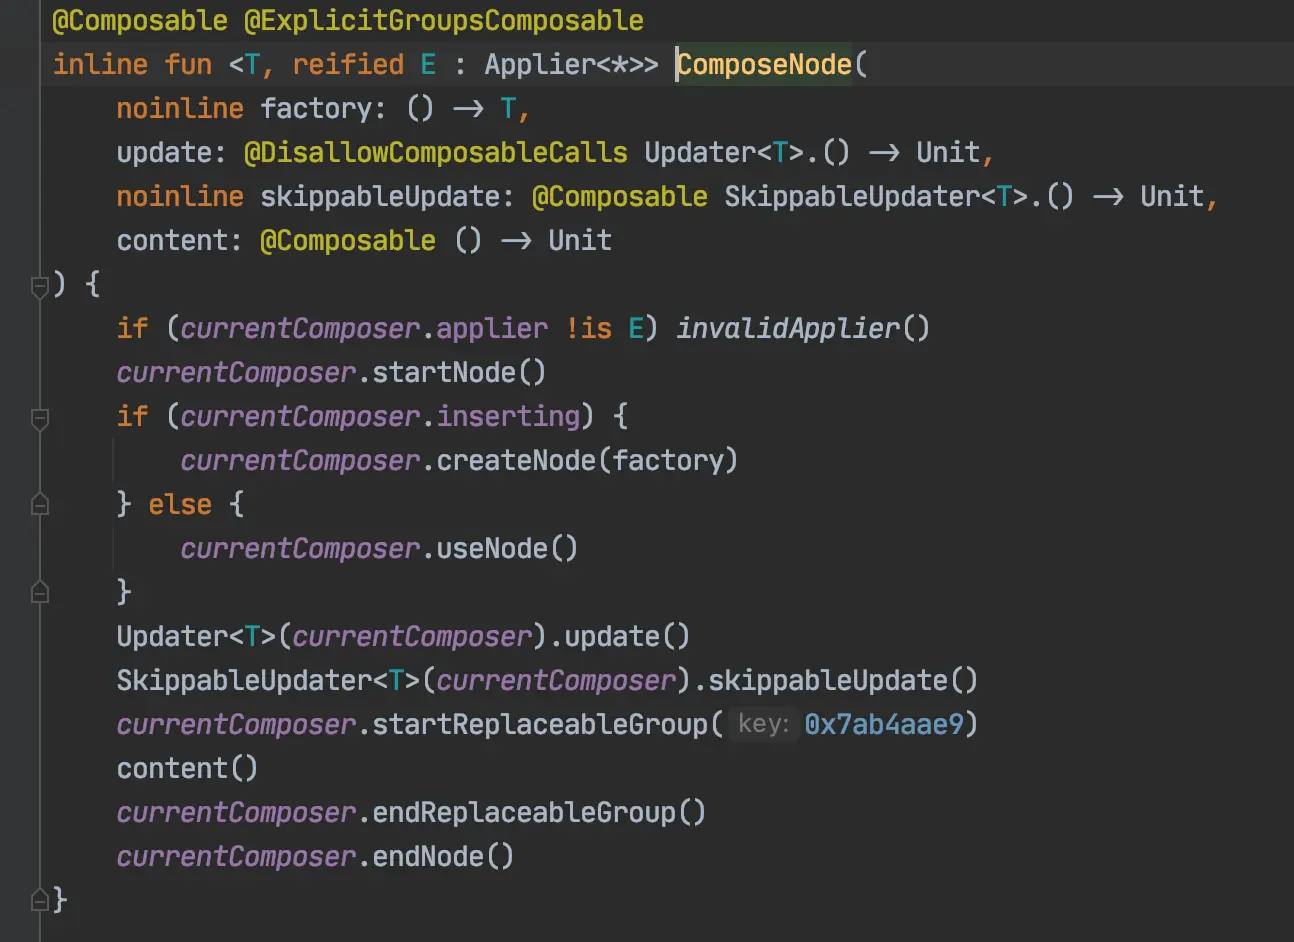 @Composable @ExplicitGroupsComposable
inline fun <T, reified E : Applier<*>> ComposeNode(
    noinline factory: () → T,
    update: @DisallowComposableCalls Updater<T>.() → Unit,
    noinline skippableUpdate: @Composable SkippableUpdater<T>.() → Unit,
    content: @Composable () → Unit
) {
    if (currentComposer.applier !is E) invalidApplier()
    currentComposer.startNode()
    if (currentComposer.inserting) {
        currentComposer.createNode(factory)
    } else {
        currentComposer.useNode()
    }
    Updater<T>(currentComposer).update()
    SkippableUpdater<T>(currentComposer).skippableUpdate()
    currentComposer.startReplaceableGroup( key: 0x7ab4aae9)
    content()
    currentComposer.endReplaceableGroup()
    currentComposer.endNode()
}